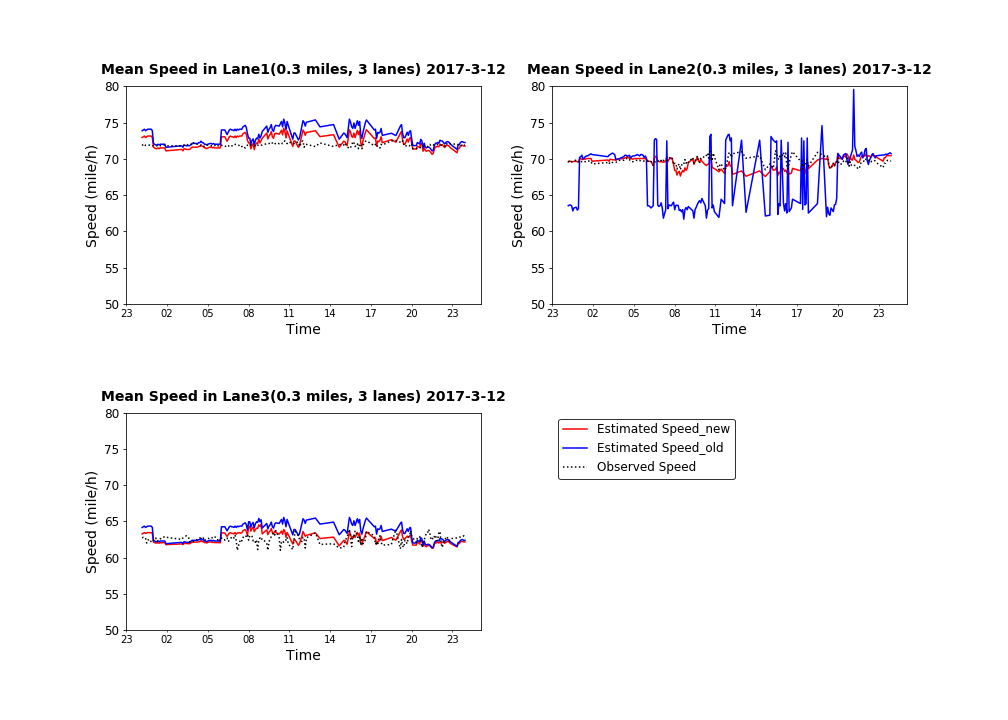 Mean Speed in Lane1(0.3 miles, 3 lanes) 2017-3-12
80
75
70
65
60
55
50
Speed (mile/h)
23 02 05 08 11 14 17 20 23
Time
Mean Speed in Lane2(0.3 miles, 3 lanes) 2017-3-12
80
75
70
65
60
55
50
Speed (mile/h)
23 02 05 08 11 14 17 20 23
Time
Mean Speed in Lane3(0.3 miles, 3 lanes) 2017-3-12
80
75
70
65
60
55
50
Speed (mile/h)
23 02 05 08 11 14 17 20 23
Time
Estimated Speed_new
Estimated Speed_old
Observed Speed